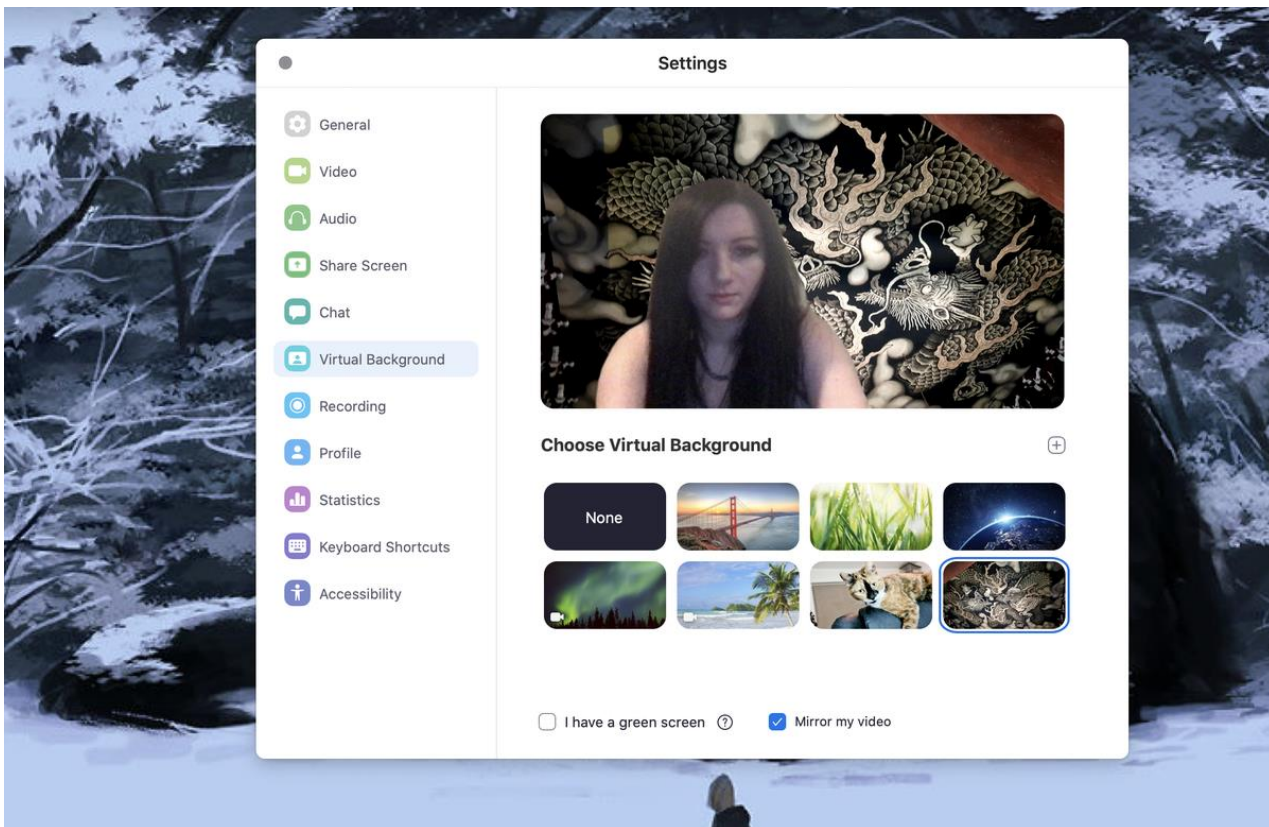 Settings
General
Video
Audio
Share Screen
Chat
Virtual Background
Recording
Profile
Statistics
Keyboard Shortcuts
Accessibility
Choose Virtual Background
None
I have a green screen
Mirror my video